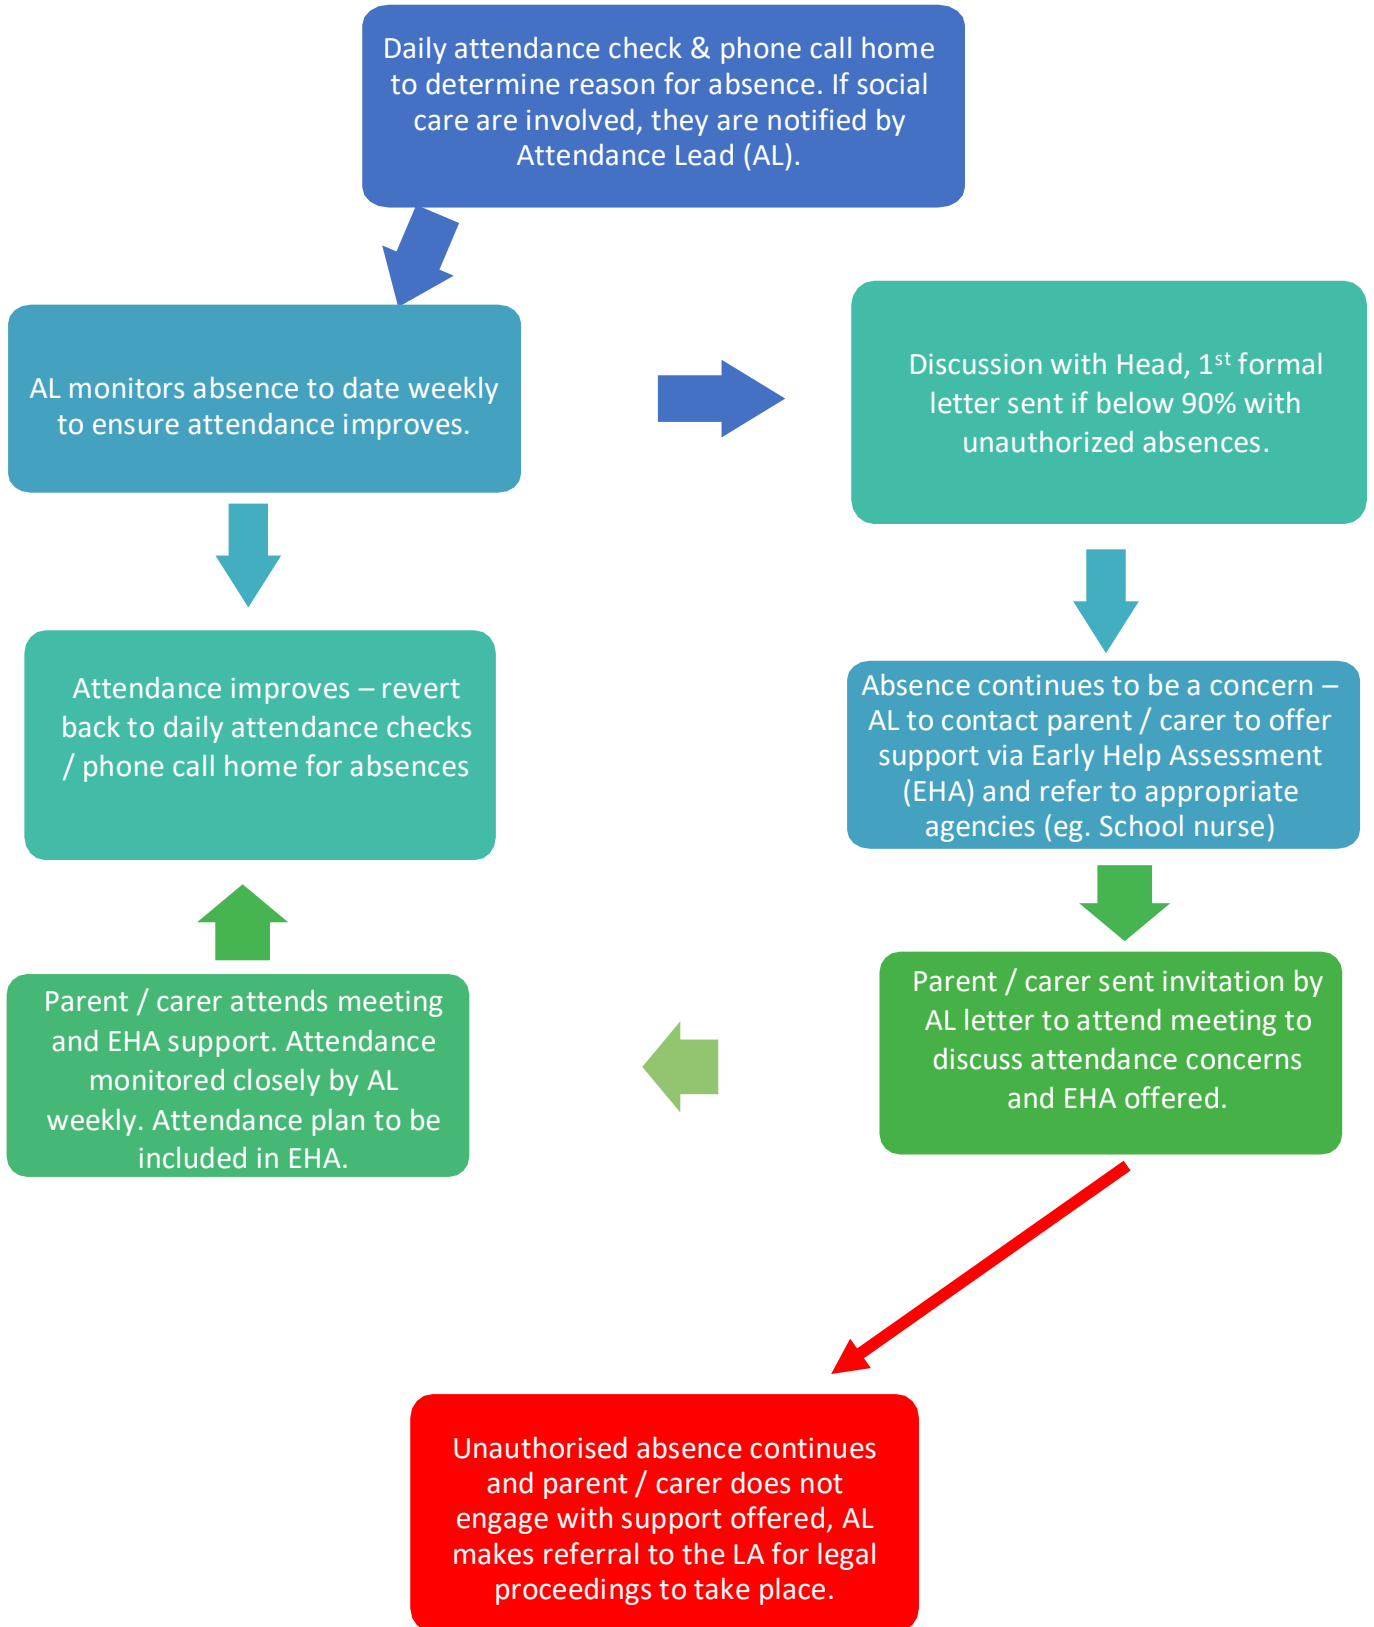 Daily attendance check & phone call home
to determine reason for absence. If social
care are involved, they are notified by
Attendance Lead (AL).
AL monitors absence to date weekly
to ensure attendance improves.
Discussion with Head, 1st formal
letter sent if below 90% with
unauthorized absences.
Attendance improves – revert
back to daily attendance checks
/ phone call home for absences
Absence continues to be a concern –
AL to contact parent / carer to offer
support via Early Help Assessment
(EHA) and refer to appropriate
agencies (eg. School nurse)
Parent / carer sent invitation by
AL letter to attend meeting to
discuss attendance concerns
and EHA offered.
Parent / carer attends meeting
and EHA support. Attendance
monitored closely by AL
weekly. Attendance plan to be
included in EHA.
Unauthorised absence continues
and parent / carer does not
engage with support offered, AL
makes referral to the LA for legal
proceedings to take place.